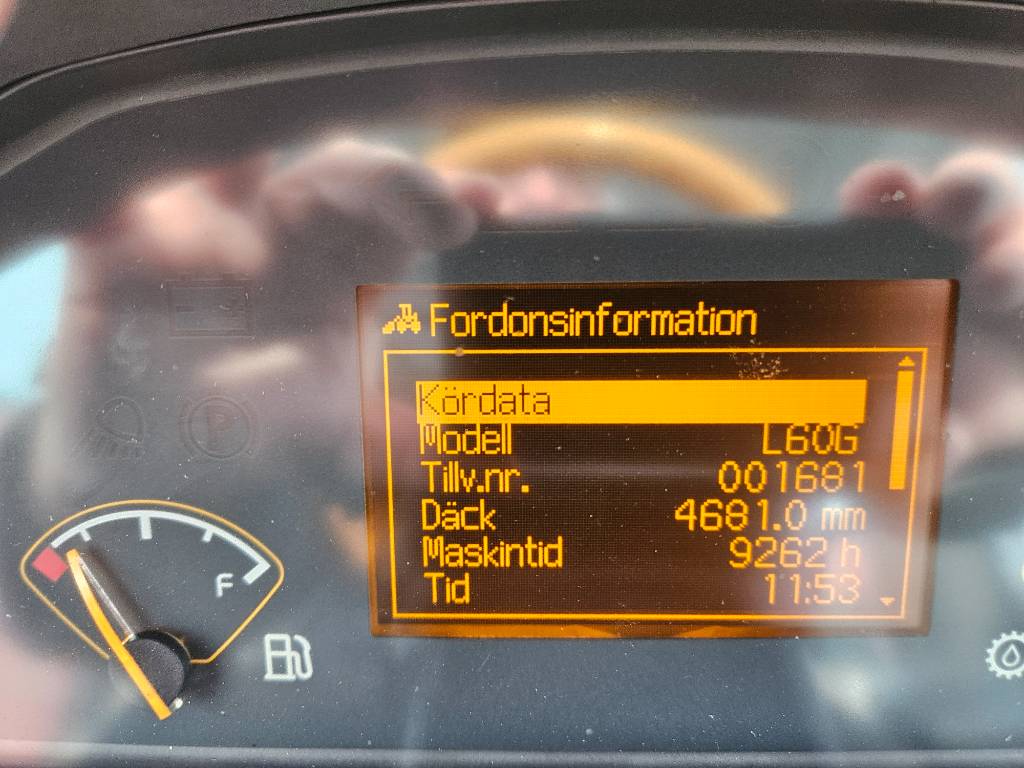 Fordonsinformation
Kördata
Modell L60G
Tillv.nr. 001681
Däck 4681.0 mm
Maskintid 9262 h
Tid 11:53
F
P